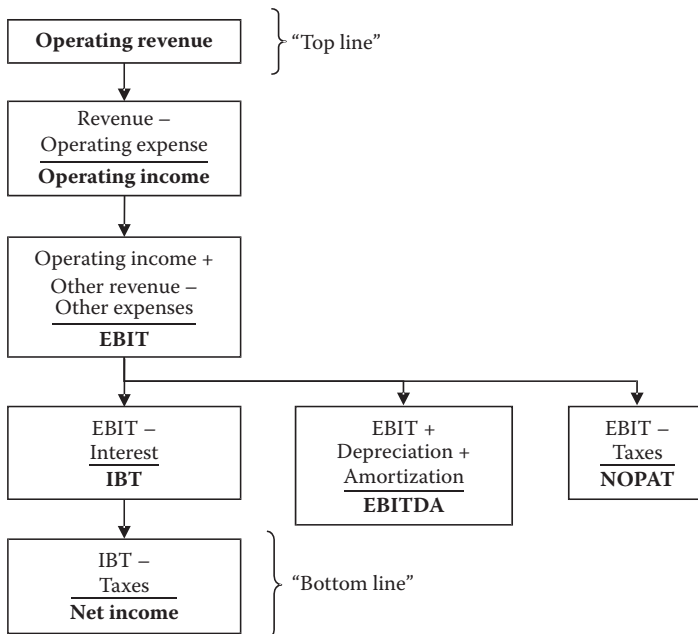 Operating revenue
“Top line”
Revenue –
Operating expense
Operating income
Operating income +
Other revenue –
Other expenses
EBIT
EBIT –
Interest
IBT
EBIT +
Depreciation +
Amortization
EBITDA
EBIT –
Taxes
NOPAT
IBT –
Taxes
Net income
“Bottom line”